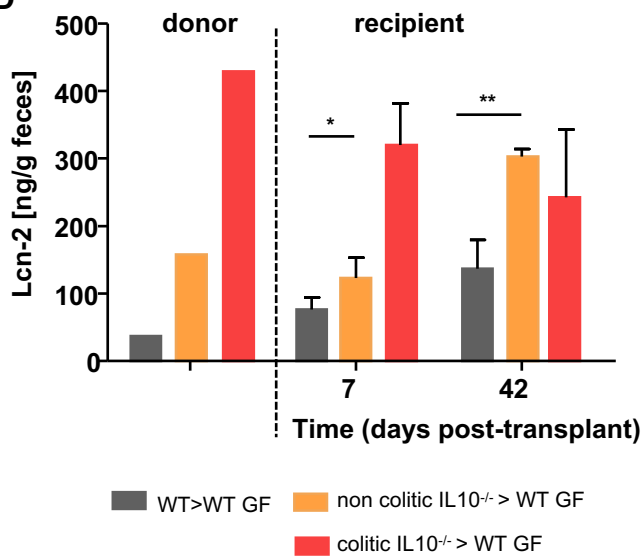 donor recipient
500
400
300
200
100
0
Lcn-2 [ng/g feces]
* **
7 42
Time (days post-transplant)
WT>WT GF non colitic IL10-/- > WT GF
colitic IL10-/- > WT GF